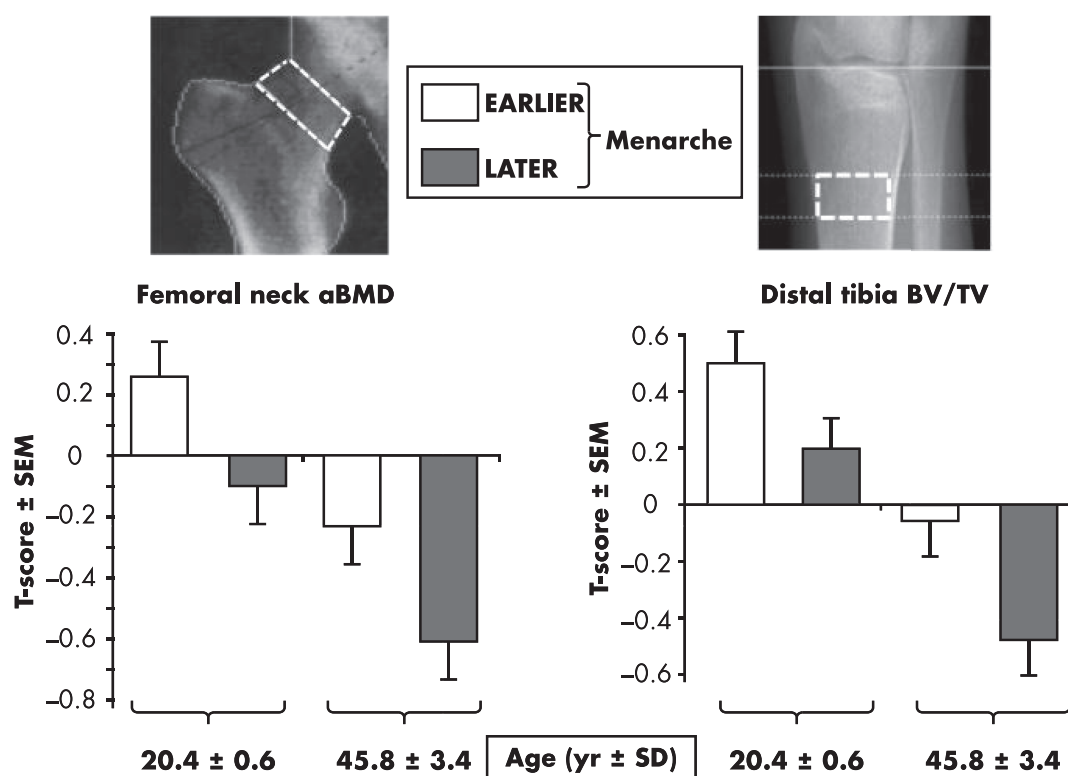 EARLIER
LATER
Menarche
Femoral neck aBMD
Distal tibia BV/TV
T-score ± SEM
0.4
0.2
0
–0.2
–0.4
–0.6
–0.8
T-score ± SEM
0.6
0.4
0.2
0
–0.2
–0.4
–0.6
20.4 ± 0.6
45.8 ± 3.4
Age (yr ± SD)
20.4 ± 0.6
45.8 ± 3.4